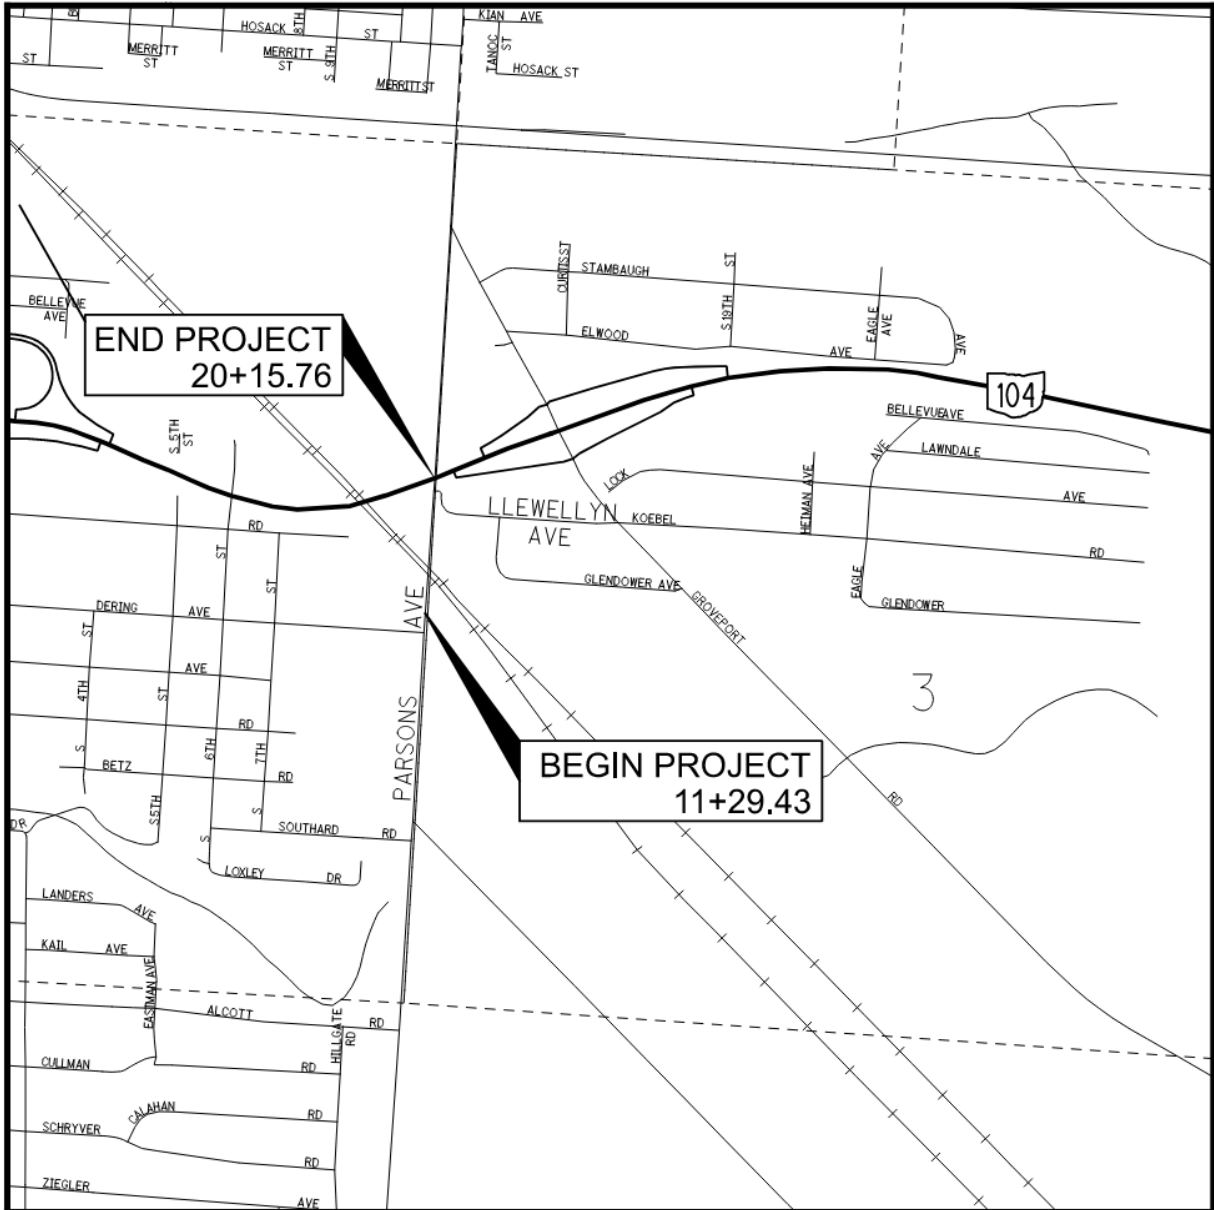 KIAN AVE
8TH
HOSACK ST
TANOC ST
MERRITT ST
MERRITT ST
S 9TH
MERRITT ST
HOSACK ST
ST
CURTIS ST
STAMBAUGH
ST
S 19TH
EAGLE AVE
AVE
ELWOOD
AVE
BELLEVUE AVE
END PROJECT
20+15.76
104
BELLEVUE AVE
S 5TH ST
AVE
LAWNDALE
LOCK
HEIMAN AVE
AVE
LLEWELLYN
AVE
KOEBEL
RD
RD
ST
ST
GLENDOWER AVE
EAGLE
GLENDOWER
GROVEPORT
DERING AVE
AVE
ST
AVE
4TH
ST
3
PARSONS
RD
6TH
7TH
S
BETZ
RD
BEGIN PROJECT
11+29.43
RD
S 5TH
S
S
SOUTHARD RD
DR
LOXLEY DR
LANDERS
AVE
KAIL AVE
EASTMAN AVE
ALCOTT
RD
HILLGATE RD
CULLMAN
RD
CALAHAN
RD
SCHRYVER
RD
ZIEGLER
AVE